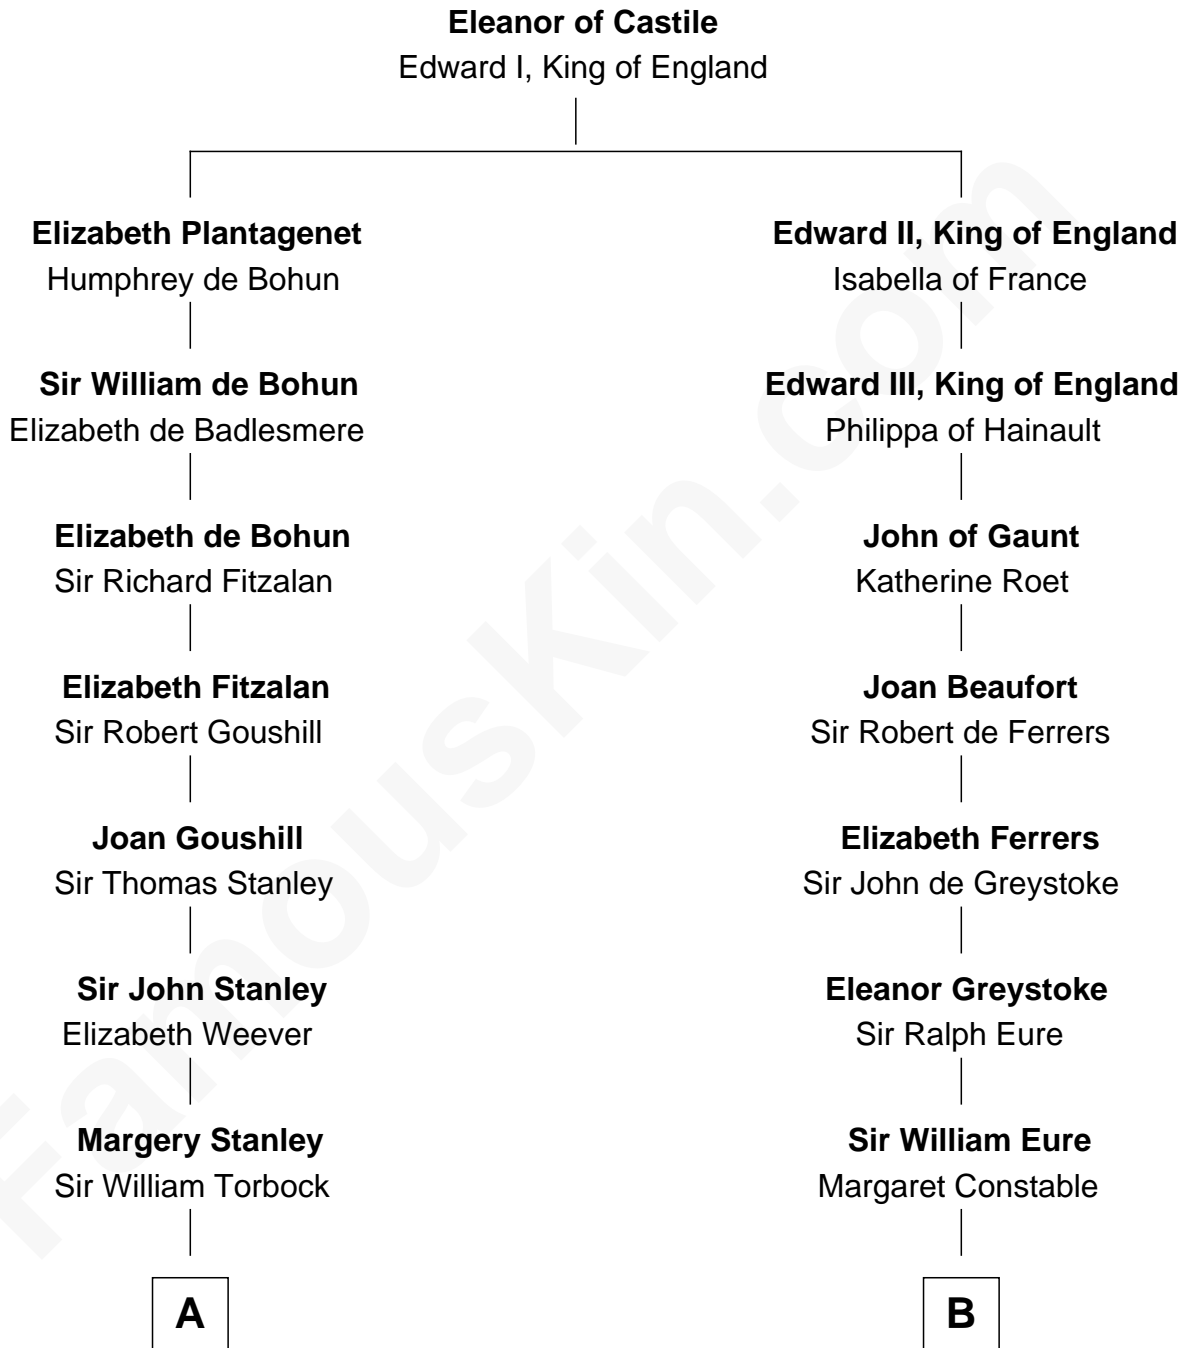 Eleanor of Castile
Edward I, King of England
Elizabeth Plantagenet
Humphrey de Bohun
Edward II, King of England
Isabella of France
Sir William de Bohun
Elizabeth de Badlesmere
Edward III, King of England
Philippa of Hainault
Elizabeth de Bohun
Sir Richard Fitzalan
John of Gaunt
Katherine Roet
Elizabeth Fitzalan
Sir Robert Goushill
Joan Beaufort
Sir Robert de Ferrers
Joan Goushill
Sir Thomas Stanley
Elizabeth Ferrers
Sir John de Greystoke
Sir John Stanley
Elizabeth Weever
Eleanor Greystoke
Sir Ralph Eure
Margery Stanley
Sir William Torbock
Sir William Eure
Margaret Constable
A
B
FamousKin.com